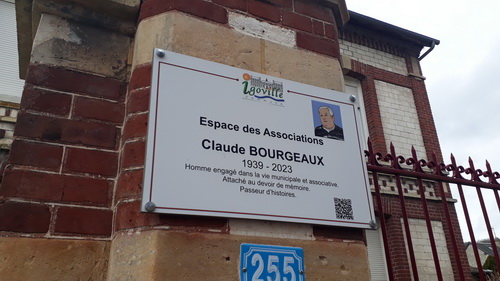 Igoville
Espace des Associations
Claude BOURGEAUX
1939 - 2023
Homme engagé dans la vie municipale et associative.
Attaché au devoir de mémoire.
Passeur d'histoires.
255